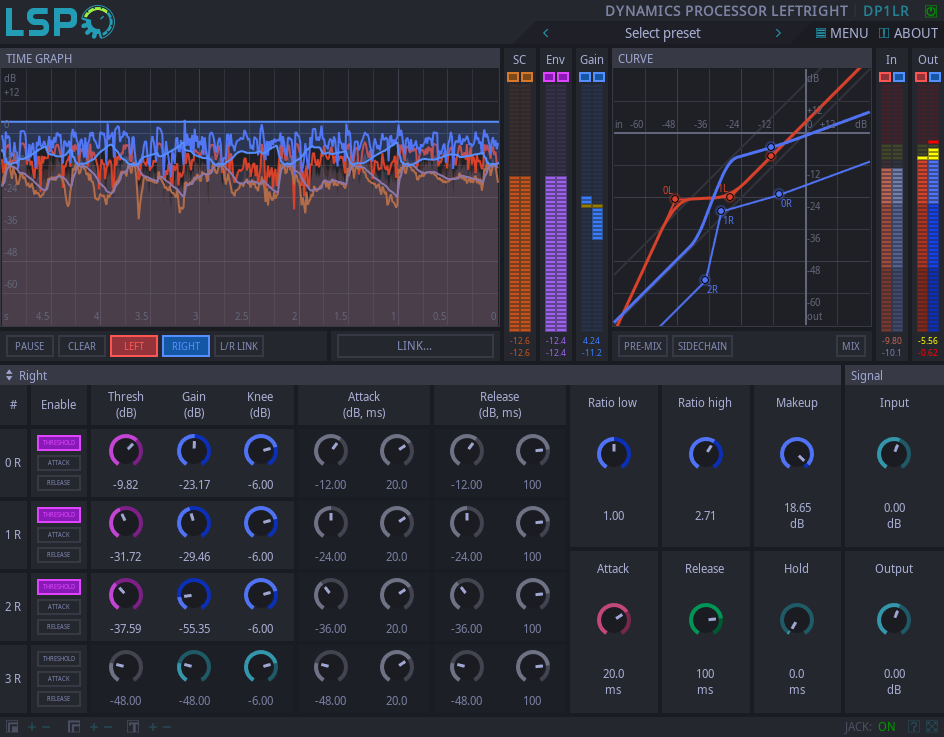 LSP
DYNAMICS PROCESSOR LEFTRIGHT DP1LR
Select preset
MENU ABOUT
TIME GRAPH SC Env Gain CURVE In Out
dB
+12
0
-24
-36
-48
-60
s 4.5 4 3.5 3 2.5 2 1.5 1 0.5 0
dB
+12
in -60 -48 -36 -24 -12 0 +12 dB
-12
-24
-36
-48
-60
out
0L 1L 0R 1R 2R
-12.6 -12.4 4.24 -9.80 -5.56
-12.6 -12.4 -11.2 -10.1 -0.62
PAUSE CLEAR LEFT RIGHT L/R LINK LINK... PRE-MIX SIDECHAIN MIX
Right Signal
# Enable Thresh (dB) Gain (dB) Knee (dB) Attack (dB, ms) Release (dB, ms) Ratio low Ratio high Makeup Input
0 R THRESHOLD ATTACK RELEASE
-9.82 -23.17 -6.00 -12.00 20.0 -12.00 100
1.00 2.71 18.65 dB 0.00 dB
1 R THRESHOLD ATTACK RELEASE
-31.72 -29.46 -6.00 -24.00 20.0 -24.00 100
Attack Release Hold Output
2 R THRESHOLD ATTACK RELEASE
-37.59 -55.35 -6.00 -36.00 20.0 -36.00 100
3 R THRESHOLD ATTACK RELEASE
-48.00 -00.00 -6.00 -48.00 20.0 -48.00 100
20.0 ms 100 ms 0.0 ms 0.00 dB
JACK: ON